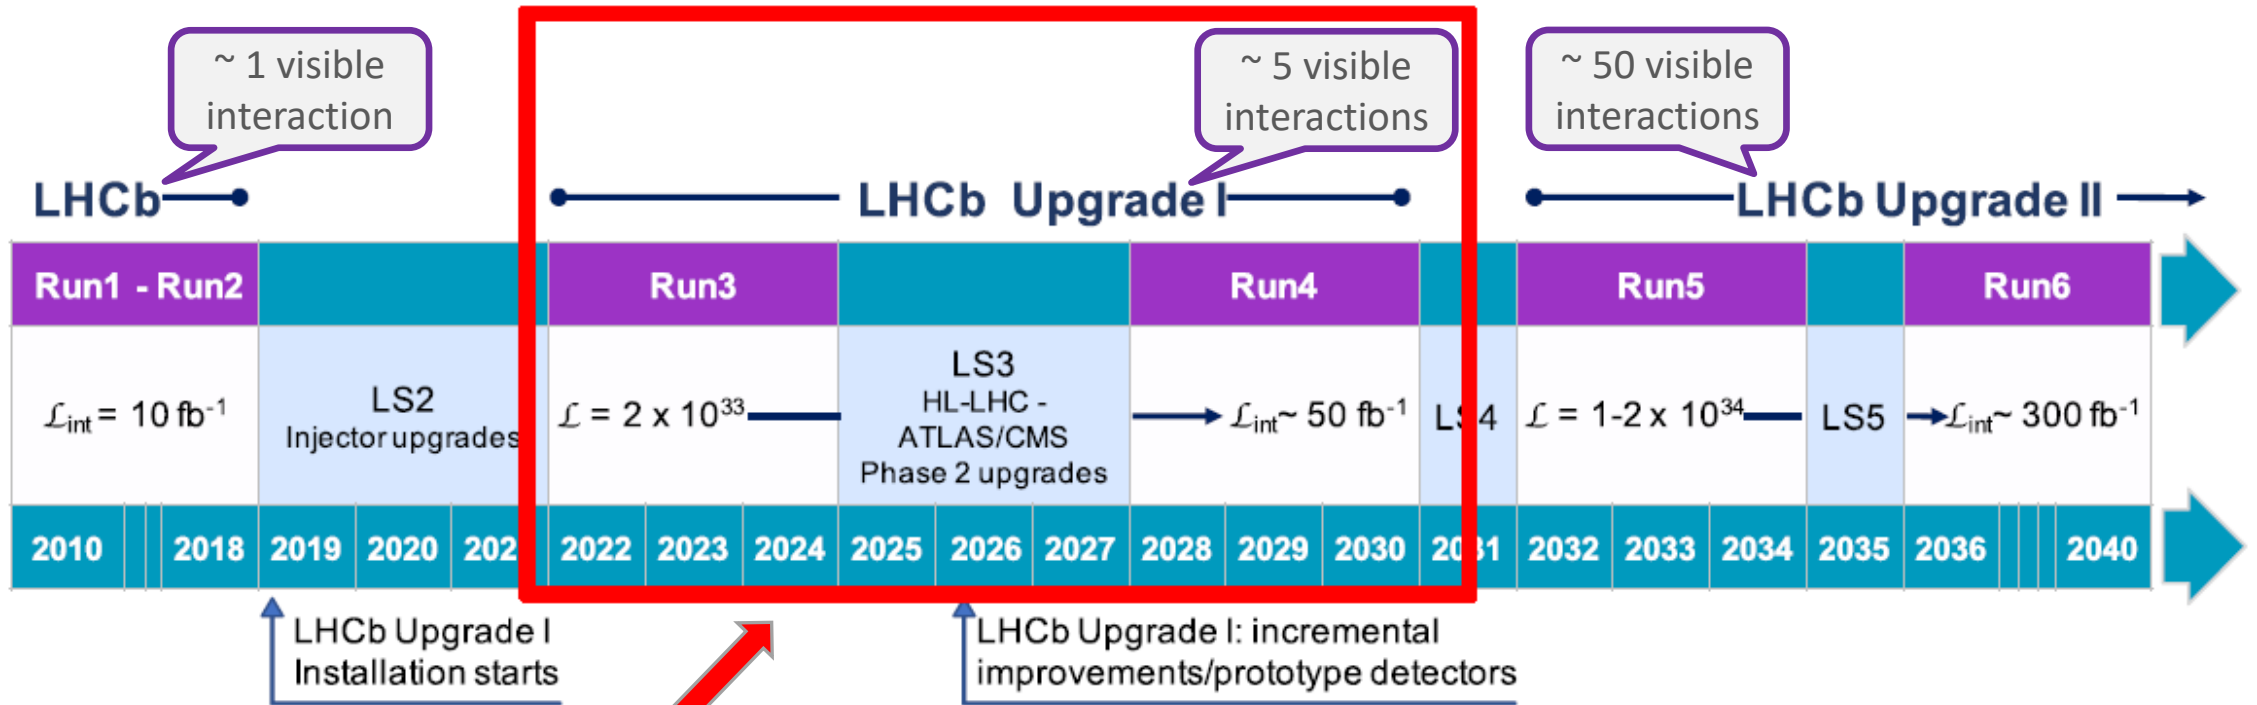 ~ 1 visible
interaction
~ 5 visible
interactions
~ 50 visible
interactions
LHCb
LHCb Upgrade I
LHCb Upgrade II
Run1 - Run2
Run3
Run4
Run5
Run6
ℒint = 10 fb-1
LS2
Injector upgrades
ℒ = 2 x 10³³
LS3
HL-LHC -
ATLAS/CMS
Phase 2 upgrades
ℒint~ 50 fb-1
LS4
ℒ = 1-2 x 10³⁴
LS5
ℒint~ 300 fb-1
2010 2018 2019 2020 202 2022 2023 2024 2025 2026 2027 2028 2029 2030 2031 2032 2033 2034 2035 2036 2040
LHCb Upgrade I
Installation starts
LHCb Upgrade I: incremental
improvements/prototype detectors